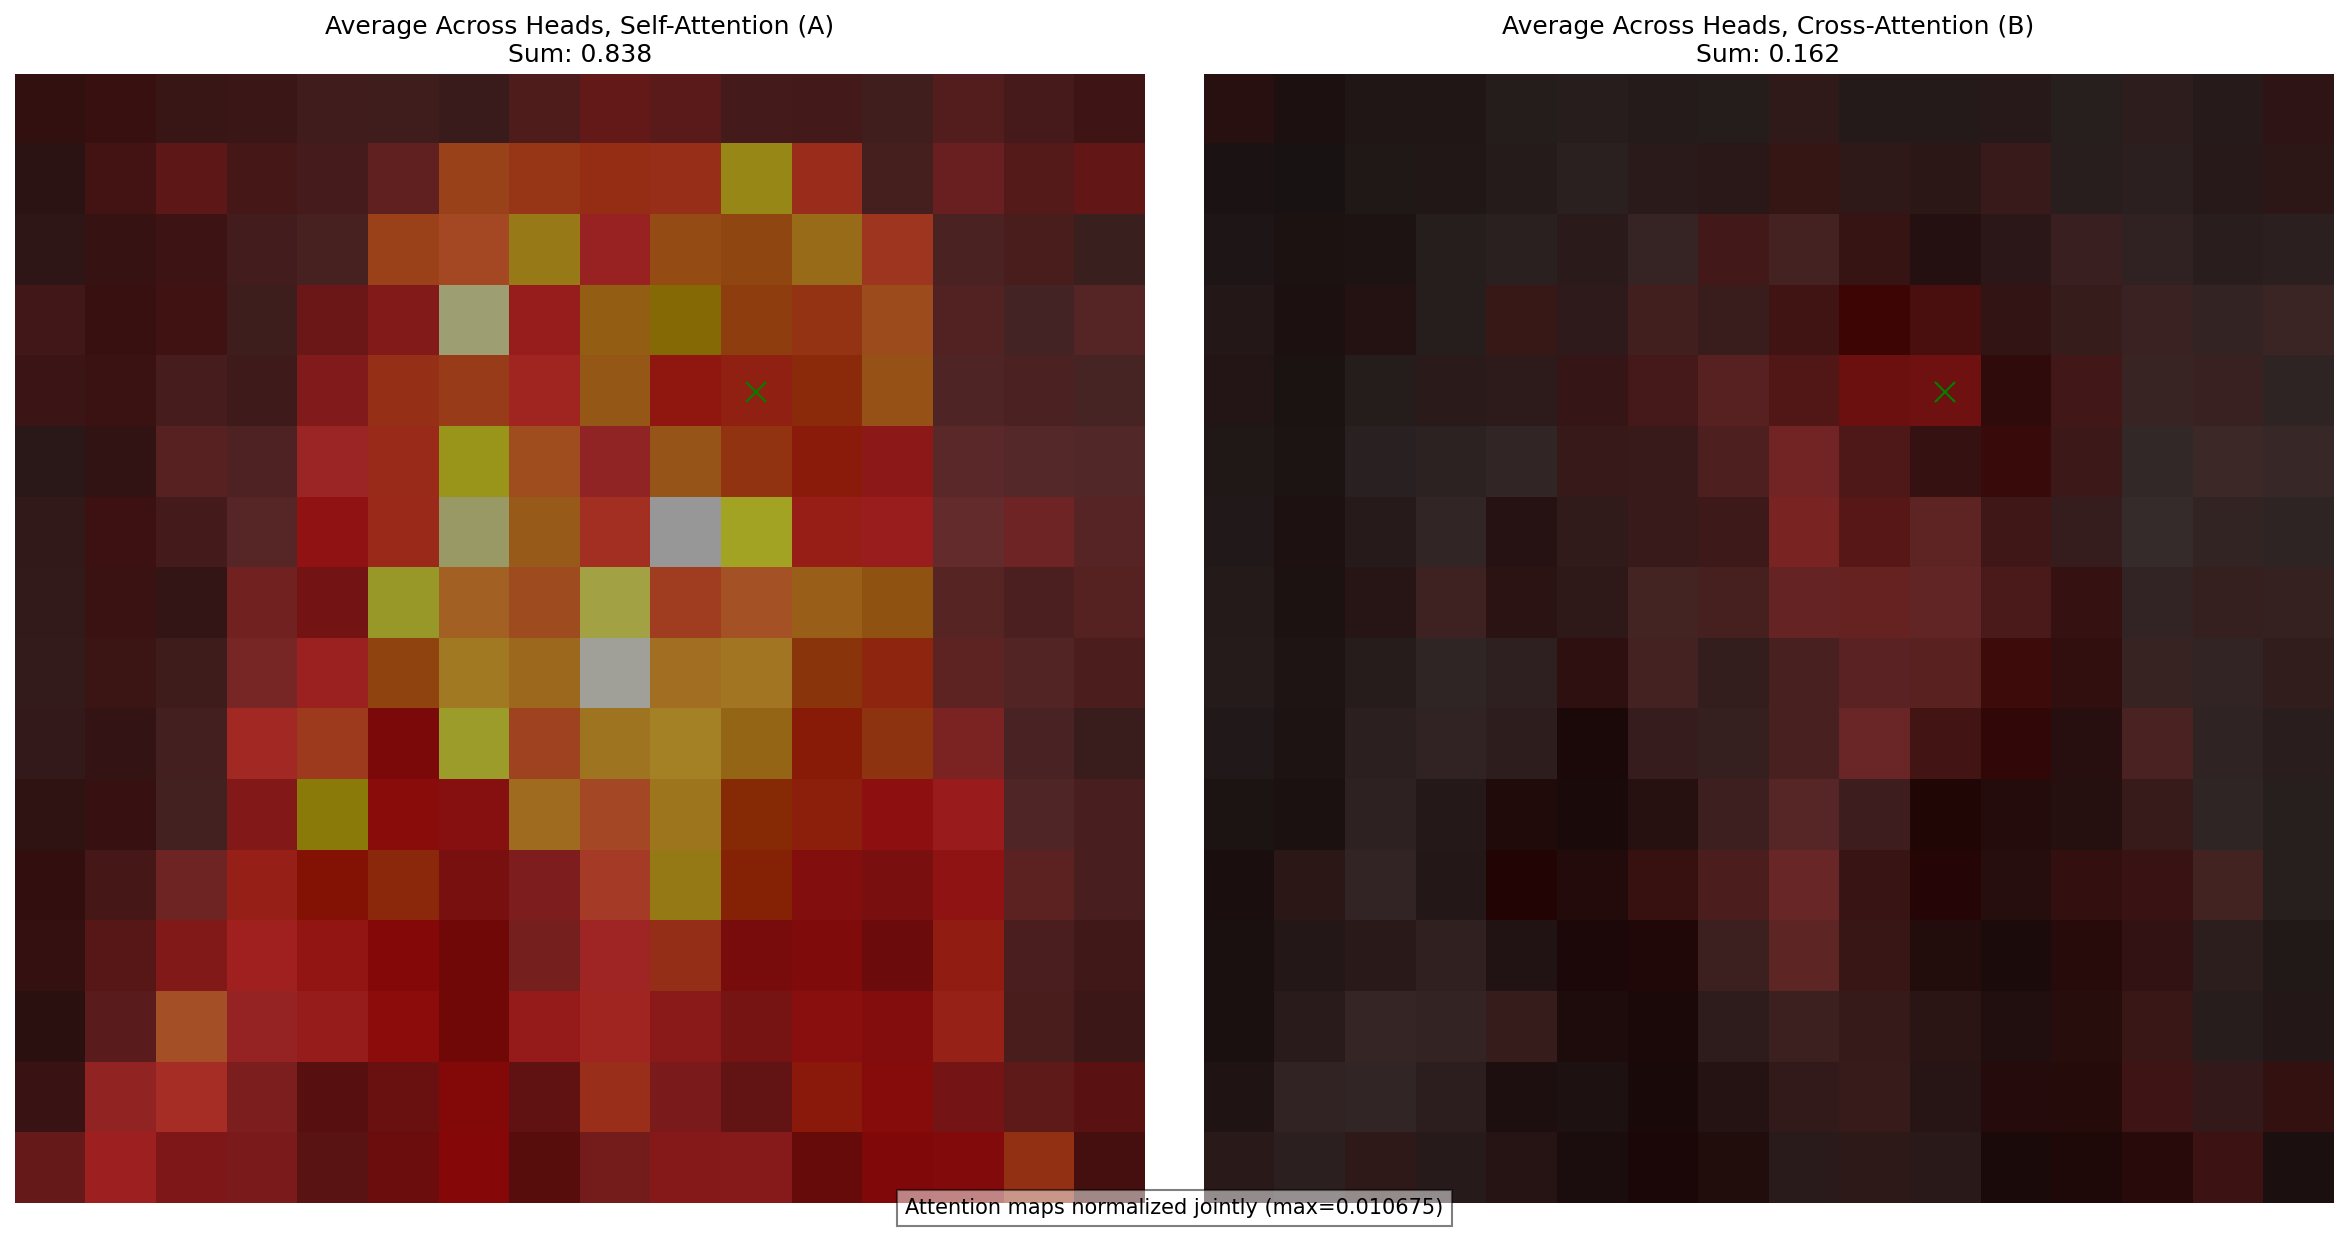 Average Across Heads, Self-Attention (A)
Sum: 0.838
Average Across Heads, Cross-Attention (B)
Sum: 0.162
Attention maps normalized jointly (max=0.010675)